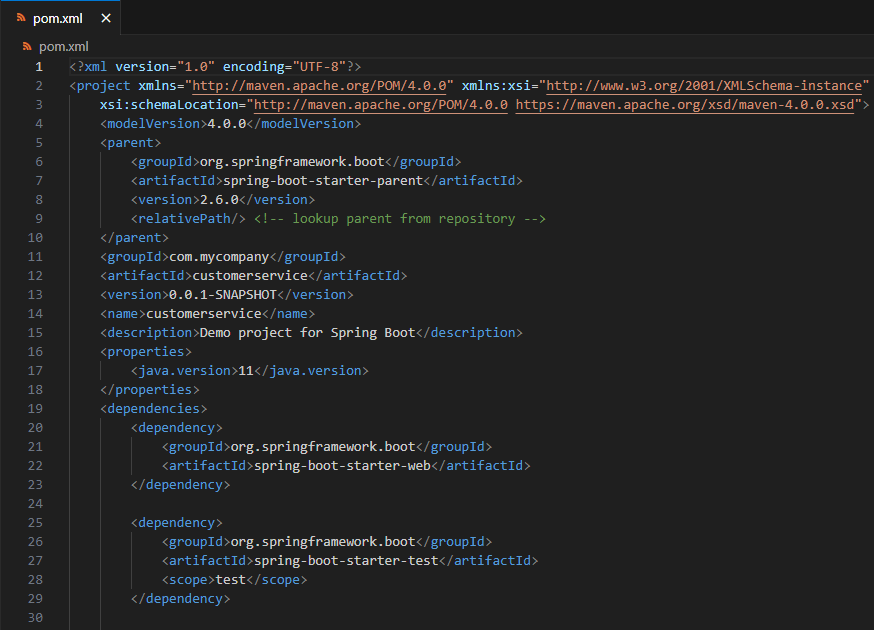 pom.xml ×
pom.xml
1 <?xml version="1.0" encoding="UTF-8"?>
2 <project xmlns="http://maven.apache.org/POM/4.0.0" xmlns:xsi="http://www.w3.org/2001/XMLSchema-instance"
3     xsi:schemaLocation="http://maven.apache.org/POM/4.0.0 https://maven.apache.org/xsd/maven-4.0.0.xsd">
4     <modelVersion>4.0.0</modelVersion>
5     <parent>
6         <groupId>org.springframework.boot</groupId>
7         <artifactId>spring-boot-starter-parent</artifactId>
8         <version>2.6.0</version>
9         <relativePath/> <!-- lookup parent from repository -->
10     </parent>
11     <groupId>com.mycompany</groupId>
12     <artifactId>customerservice</artifactId>
13     <version>0.0.1-SNAPSHOT</version>
14     <name>customerservice</name>
15     <description>Demo project for Spring Boot</description>
16     <properties>
17         <java.version>11</java.version>
18     </properties>
19     <dependencies>
20         <dependency>
21             <groupId>org.springframework.boot</groupId>
22             <artifactId>spring-boot-starter-web</artifactId>
23         </dependency>
24
25         <dependency>
26             <groupId>org.springframework.boot</groupId>
27             <artifactId>spring-boot-starter-test</artifactId>
28             <scope>test</scope>
29         </dependency>
30